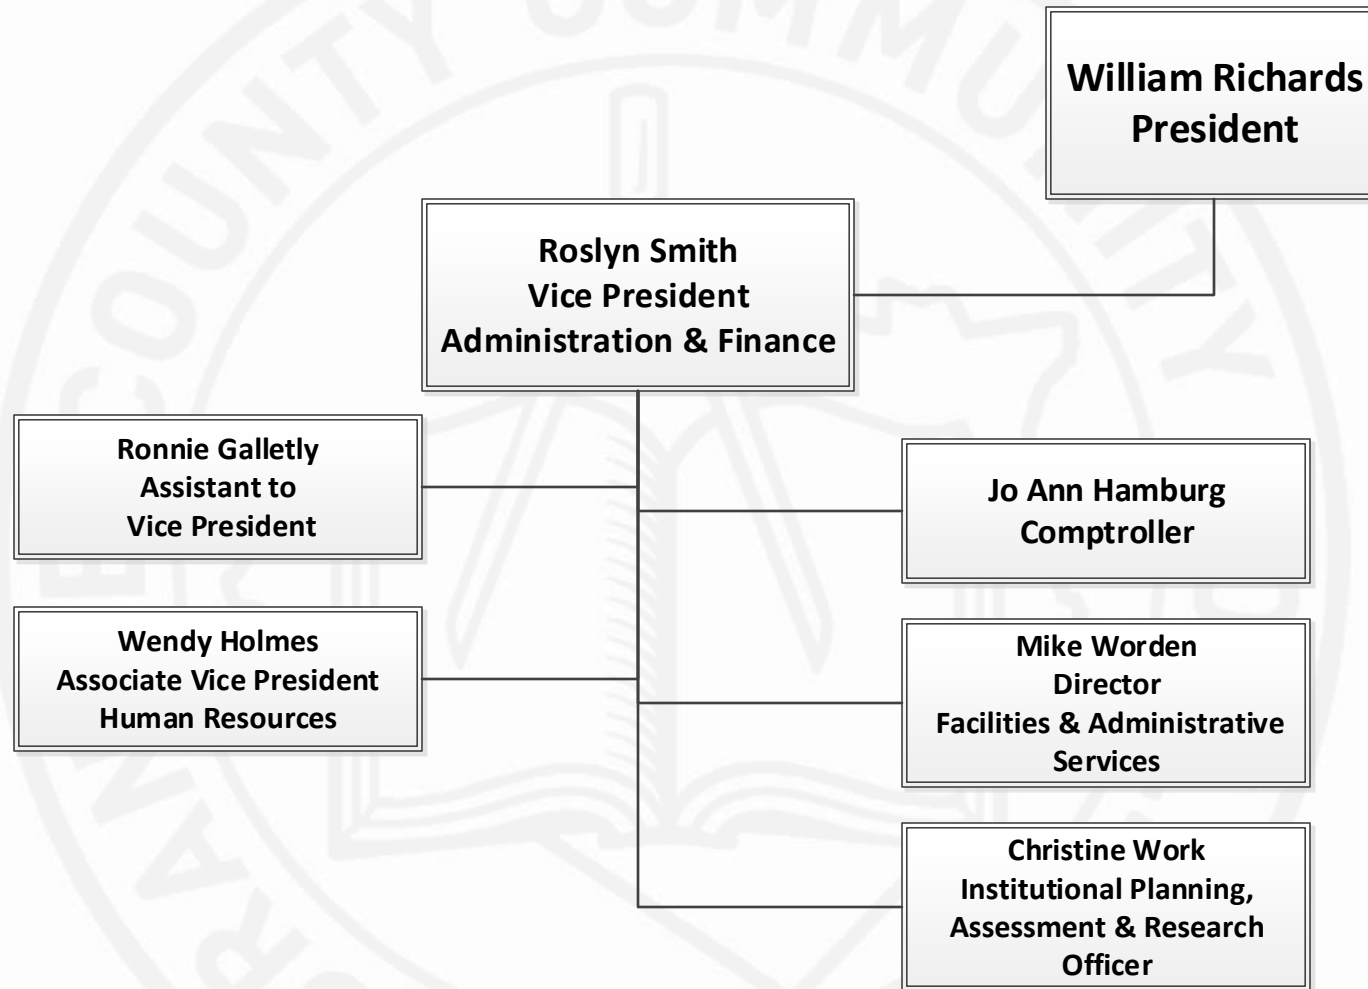 William Richards
President
Roslyn Smith
Vice President
Administration & Finance
Ronnie Galletly
Assistant to
Vice President
Jo Ann Hamburg
Comptroller
Wendy Holmes
Associate Vice President
Human Resources
Mike Worden
Director
Facilities & Administrative
Services
Christine Work
Institutional Planning,
Assessment & Research
Officer
COUNTY COMMUNITY